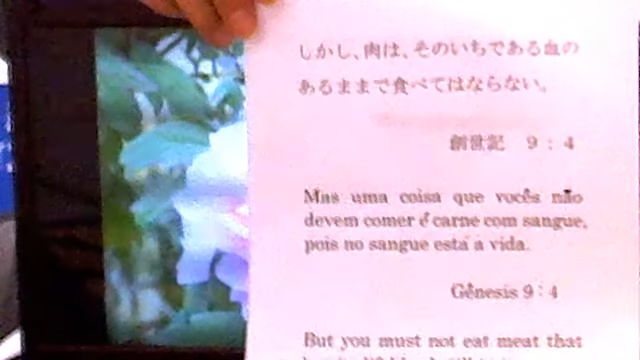 しかし、肉は、そのいちである血の
あるままで食べてはならない。
創世記　9：4
Mas uma coisa que vocês não
devem comer é carne com sangue,
pois no sangue está a vida.
Gênesis 9：4
But you must not eat meat that